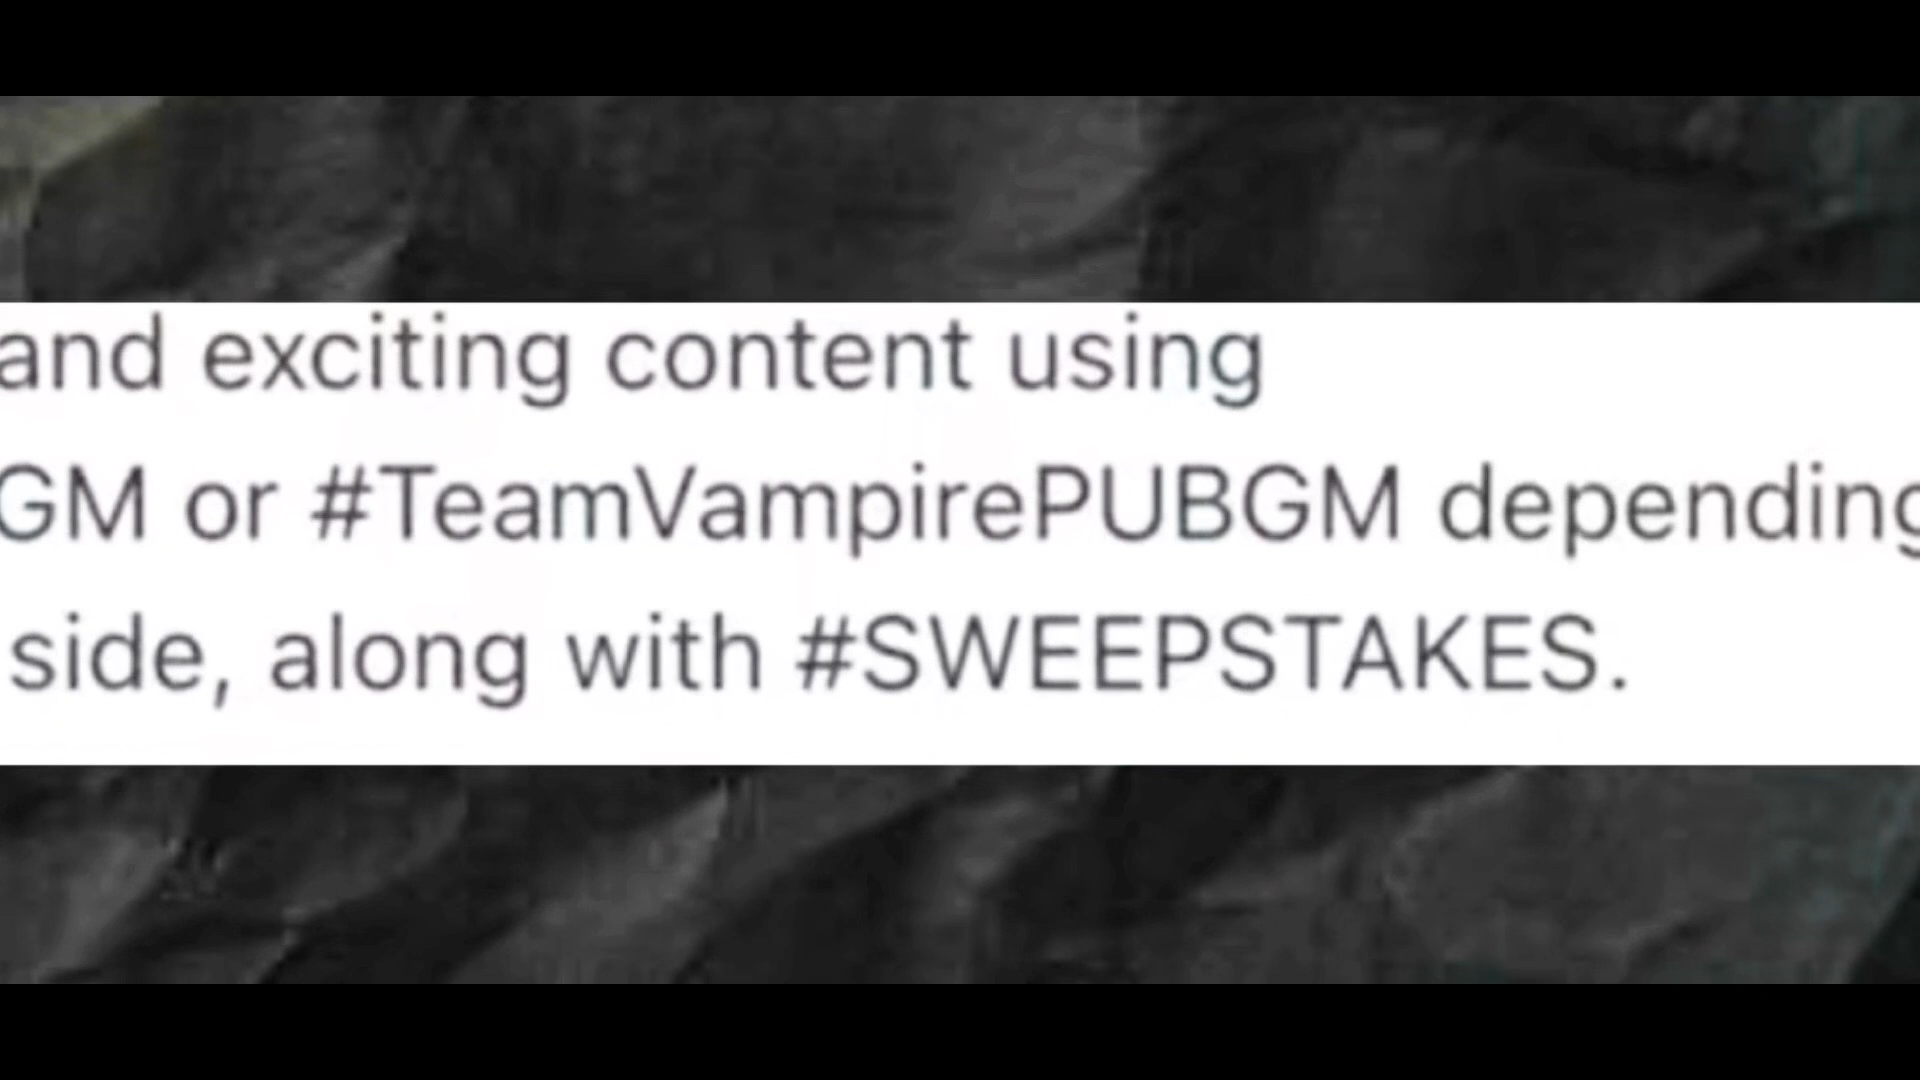 and exciting content using
GM or #TeamVampirePUBGM depending
side, along with #SWEEPSTAKES.